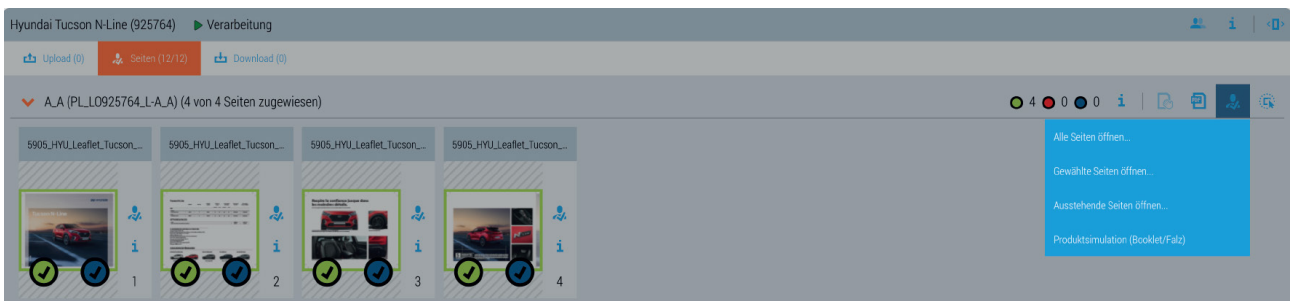 Hyundai Tucson N-Line (925764) Verarbeitung
Upload (0) Seiten (12/12) Download (0)
A_A (PL_LO925764_L-A_A) (4 von 4 Seiten zugewiesen) 4 0 0
Alle Seiten öffnen...
Gewählte Seiten öffnen...
Ausstehende Seiten öffnen...
Produktsimulation (Booklet/Falz)
5905_HYU_Leaflet_Tucson_... 5905_HYU_Leaflet_Tucson_... 5905_HYU_Leaflet_Tucson_... 5905_HYU_Leaflet_Tucson_...
1 2 3 4